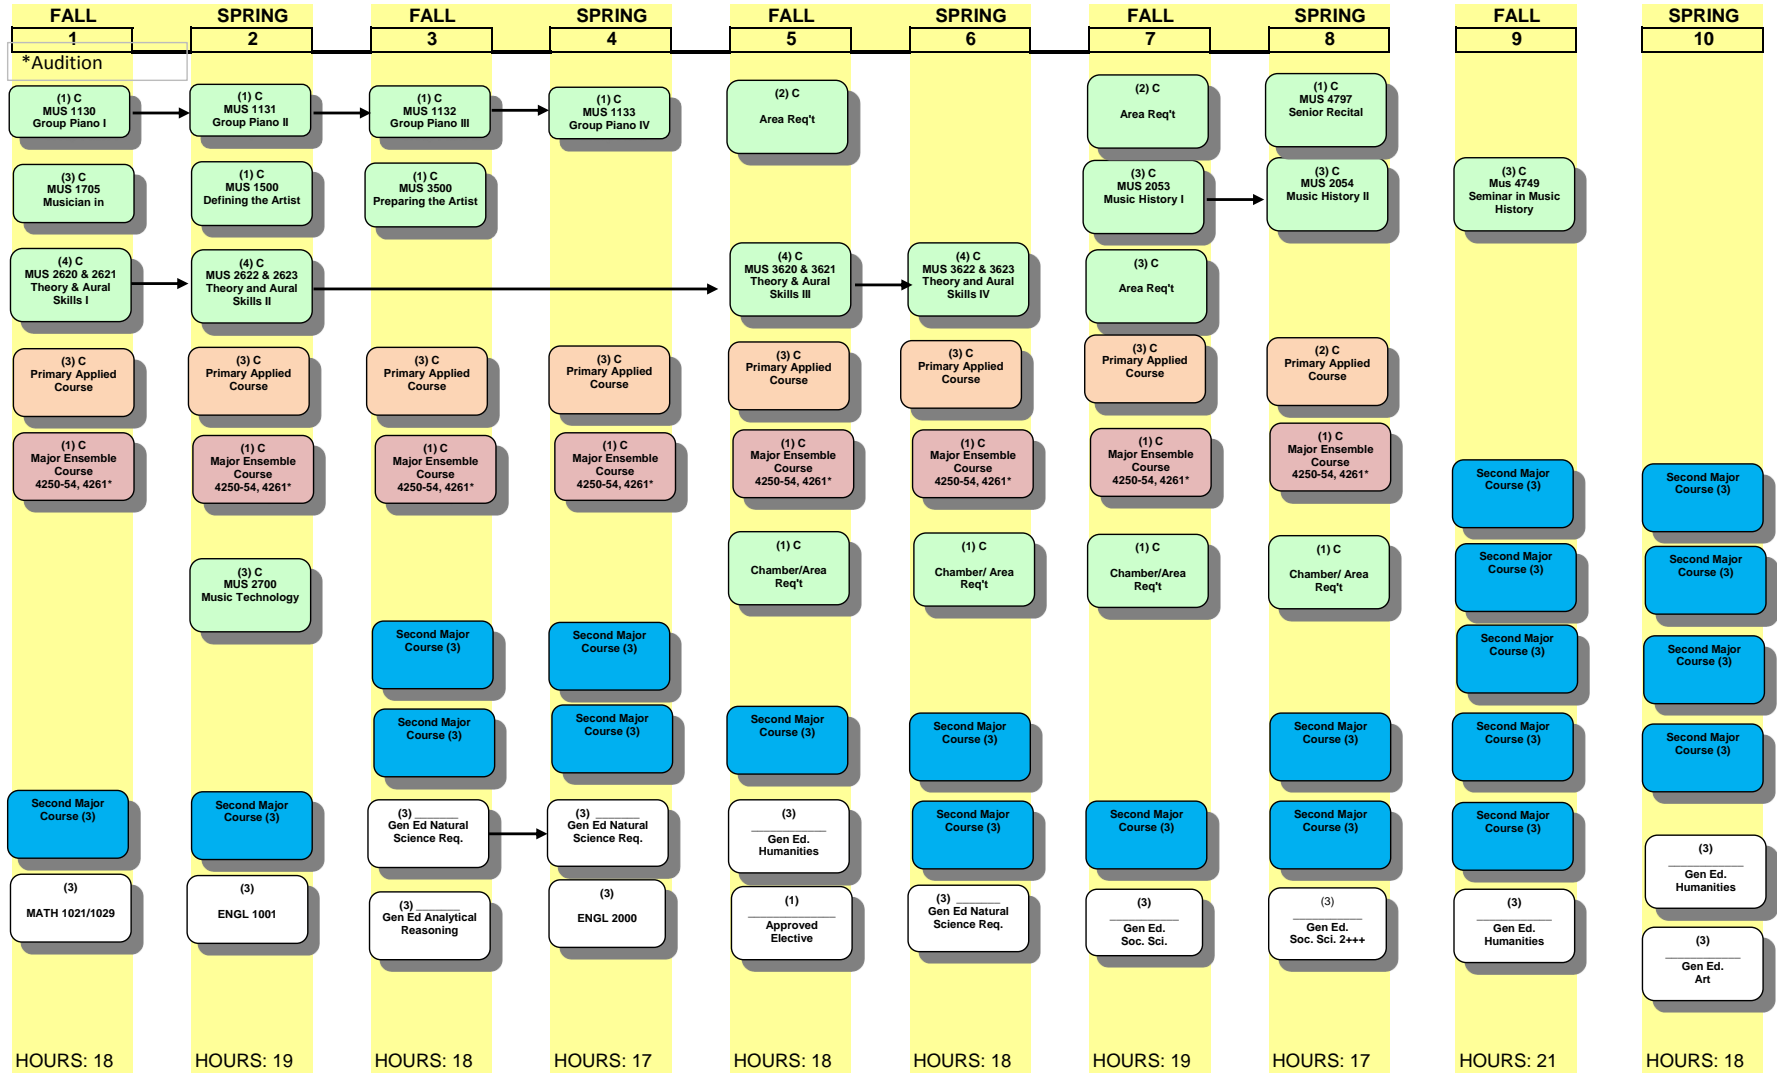 FALL
1
*Audition
(1) C
MUS 1130
Group Piano I
(3) C
MUS 1705
Musician in
(4) C
MUS 2620 & 2621
Theory & Aural
Skills I
(3) C
Primary Applied
Course
(1) C
Major Ensemble
Course
4250-54, 4261*
Second Major
Course (3)
(3)
MATH 1021/1029
HOURS: 18
SPRING
2
(1) C
MUS 1131
Group Piano II
(1) C
MUS 1500
Defining the Artist
(4) C
MUS 2622 & 2623
Theory and Aural
Skills II
(3) C
Primary Applied
Course
(1) C
Major Ensemble
Course
4250-54, 4261*
(3) C
MUS 2700
Music Technology
Second Major
Course (3)
(3)
ENGL 1001
HOURS: 19
FALL
3
(1) C
MUS 1132
Group Piano III
(1) C
MUS 3500
Preparing the Artist
(3) C
Primary Applied
Course
(1) C
Major Ensemble
Course
4250-54, 4261*
Second Major
Course (3)
Second Major
Course (3)
(3) ______
Gen Ed Natural
Science Req.
(3) ______
Gen Ed Analytical
Reasoning
HOURS: 18
SPRING
4
(1) C
MUS 1133
Group Piano IV
(3) C
Primary Applied
Course
(1) C
Major Ensemble
Course
4250-54, 4261*
Second Major
Course (3)
Second Major
Course (3)
(3) ______
Gen Ed Natural
Science Req.
(3)
ENGL 2000
HOURS: 17
FALL
5
(2) C
Area Req't
(4) C
MUS 3620 & 3621
Theory & Aural
Skills III
(3) C
Primary Applied
Course
(1) C
Major Ensemble
Course
4250-54, 4261*
(1) C
Chamber/Area
Req't
Second Major
Course (3)
(3)
____________
Gen Ed.
Humanities
(1)
____________
Approved
Elective
HOURS: 18
SPRING
6
(4) C
MUS 3622 & 3623
Theory and Aural
Skills IV
(3) C
Primary Applied
Course
(1) C
Major Ensemble
Course
4250-54, 4261*
(1) C
Chamber/ Area
Req't
Second Major
Course (3)
Second Major
Course (3)
(3) ______
Gen Ed Natural
Science Req.
HOURS: 18
FALL
7
(2) C
Area Req't
(3) C
MUS 2053
Music History I
(3) C
Area Req't
(3) C
Primary Applied
Course
(1) C
Major Ensemble
Course
4250-54, 4261*
(1) C
Chamber/Area
Req't
Second Major
Course (3)
(3)
__________
Gen Ed.
Soc. Sci.
HOURS: 19
SPRING
8
(1) C
MUS 4797
Senior Recital
(3) C
MUS 2054
Music History II
(2) C
Primary Applied
Course
(1) C
Major Ensemble
Course
4250-54, 4261*
(1) C
Chamber/ Area
Req't
Second Major
Course (3)
Second Major
Course (3)
(3)
__________
Gen Ed.
Soc. Sci. 2+++
HOURS: 17
FALL
9
(3) C
Mus 4749
Seminar in Music
History
Second Major
Course (3)
Second Major
Course (3)
Second Major
Course (3)
Second Major
Course (3)
Second Major
Course (3)
(3)
____________
Gen Ed.
Humanities
HOURS: 21
SPRING
10
Second Major
Course (3)
Second Major
Course (3)
Second Major
Course (3)
Second Major
Course (3)
(3)
____________
Gen Ed.
Humanities
(3)
____________
Gen Ed.
Art
HOURS: 18